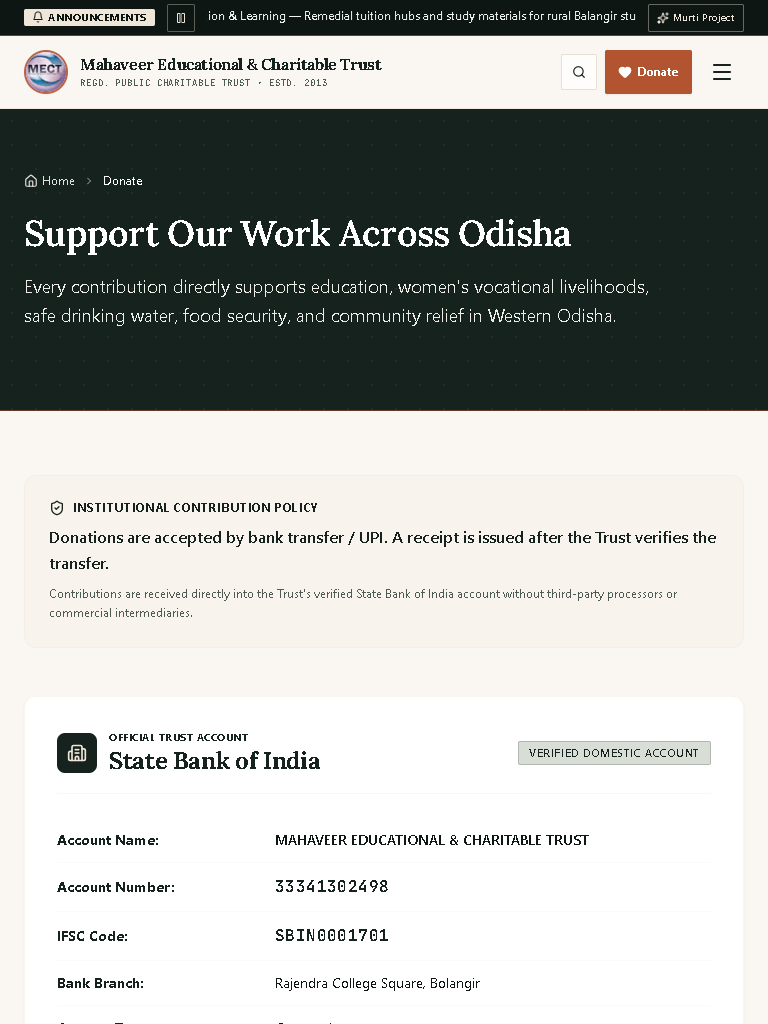 ANNOUNCEMENTS
ion & Learning — Remedial tuition hubs and study materials for rural Balangir stu
Murti Project
MECT
Mahaveer Educational & Charitable Trust
REGD. PUBLIC CHARITABLE TRUST • ESTD. 2013
Donate
Home > Donate
Support Our Work Across Odisha
Every contribution directly supports education, women's vocational livelihoods,
safe drinking water, food security, and community relief in Western Odisha.
INSTITUTIONAL CONTRIBUTION POLICY
Donations are accepted by bank transfer / UPI. A receipt is issued after the Trust verifies the
transfer.
Contributions are received directly into the Trust's verified State Bank of India account without third-party processors or
commercial intermediaries.
OFFICIAL TRUST ACCOUNT
State Bank of India
VERIFIED DOMESTIC ACCOUNT
Account Name: MAHAVEER EDUCATIONAL & CHARITABLE TRUST
Account Number: 33341302498
IFSC Code: SBIN0001701
Bank Branch: Rajendra College Square, Bolangir